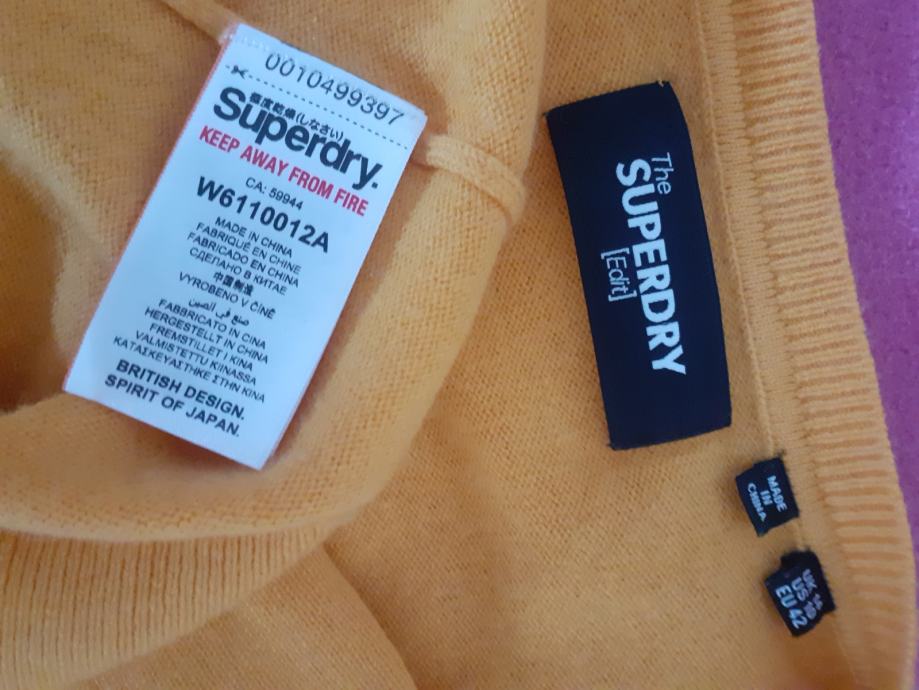 0010499397
極度乾燥(しなさい)
Superdry.
KEEP AWAY FROM FIRE
CA: 59944
W6110012A
MADE IN CHINA
FABRIQUÉ EN CHINE
FABRICADO EN CHINA
СДЕЛАНО В КИТАЕ
中国制造
VYROBENO V ČÍNĚ
صنع في الصين
FABBRICATO IN CINA
HERGESTELLT IN CHINA
FREMSTILLET I KINA
VALMISTETTU KIINASSA
ΚΑΤΑΣΚΕΥΑΣΤΗΚΕ ΣΤΗΝ ΚΙΝΑ
BRITISH DESIGN.
SPIRIT OF JAPAN.
The
SUPERDRY
[Edit]
MADE
IN
CHINA
UK 14
US 10
EU 42